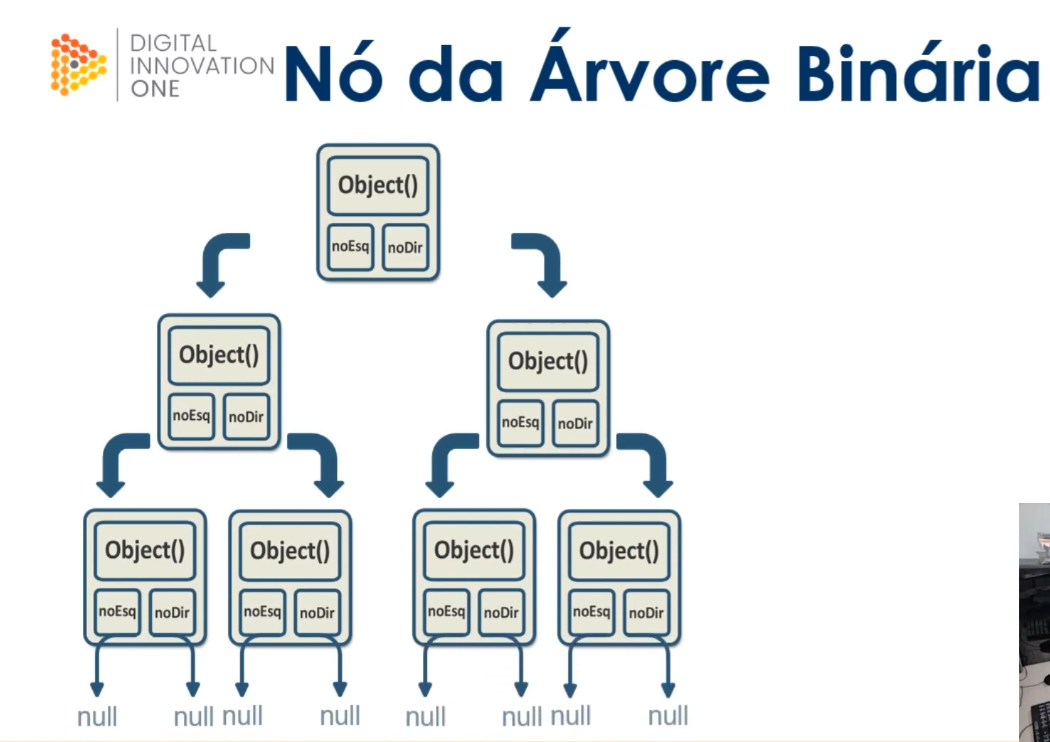 DIGITAL
INNOVATION
ONE
Nó da Árvore Binária
Object()
noEsq noDir
Object()
noEsq noDir
Object()
noEsq noDir
Object()
noEsq noDir
Object()
noEsq noDir
Object()
noEsq noDir
Object()
noEsq noDir
null null null null null null null null